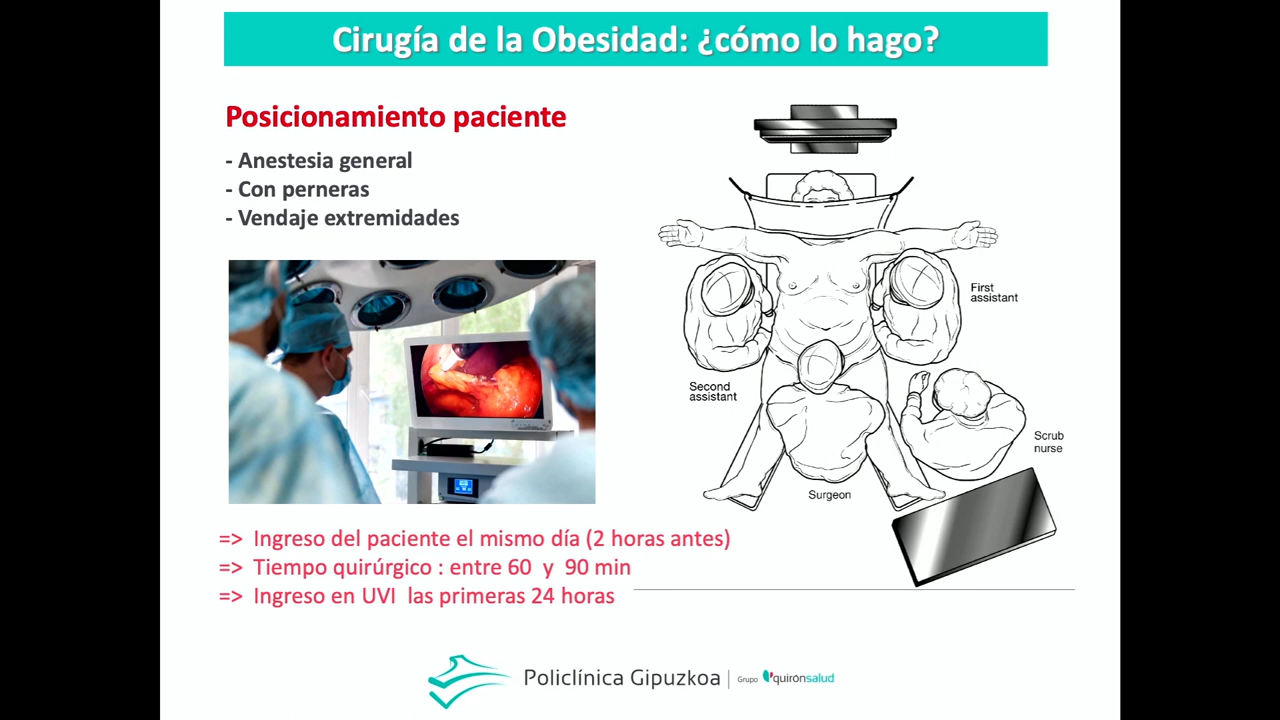 Cirugía de la Obesidad: ¿cómo lo hago?
Posicionamiento paciente
- Anestesia general
- Con perneras
- Vendaje extremidades
First
assistant
Second
assistant
Scrub
nurse
Surgeon
=> Ingreso del paciente el mismo día (2 horas antes)
=> Tiempo quirúrgico : entre 60 y 90 min
=> Ingreso en UVI las primeras 24 horas
Policlínica Gipuzkoa | Grupo quirónsalud